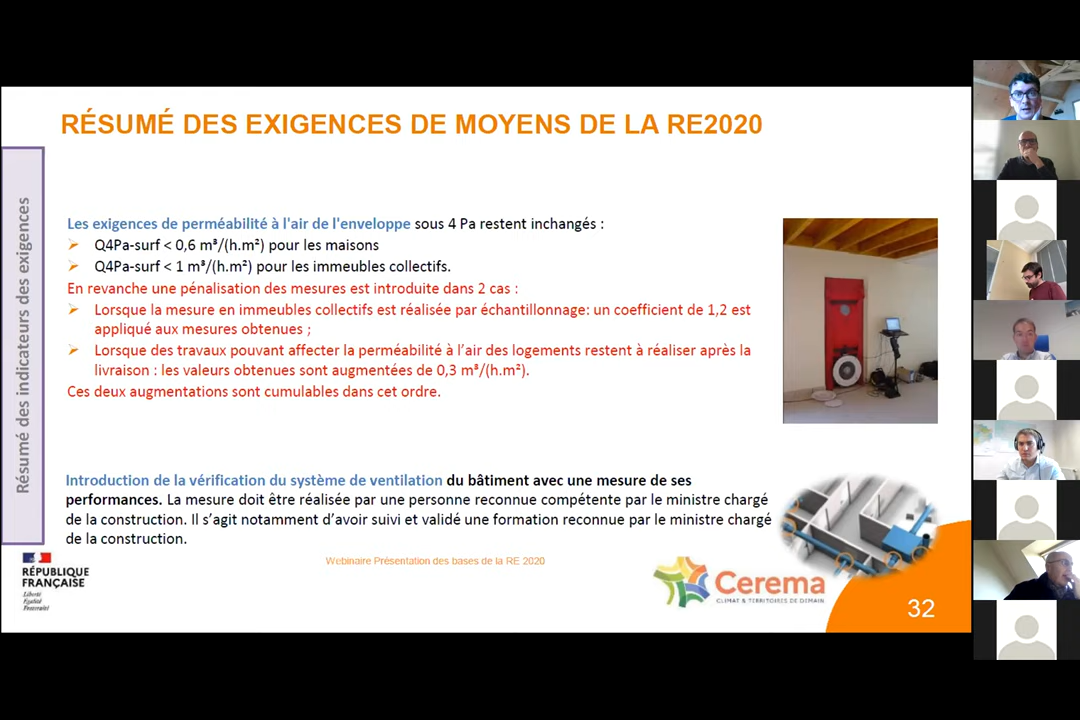 RÉSUMÉ DES EXIGENCES DE MOYENS DE LA RE2020
Résumé des indicateurs des exigences
Les exigences de perméabilité à l'air de l'enveloppe sous 4 Pa restent inchangés :
Q4Pa-surf < 0,6 m³/(h.m²) pour les maisons
Q4Pa-surf < 1 m³/(h.m²) pour les immeubles collectifs.
En revanche une pénalisation des mesures est introduite dans 2 cas :
Lorsque la mesure en immeubles collectifs est réalisée par échantillonnage: un coefficient de 1,2 est
appliqué aux mesures obtenues ;
Lorsque des travaux pouvant affecter la perméabilité à l'air des logements restent à réaliser après la
livraison : les valeurs obtenues sont augmentées de 0,3 m³/(h.m²).
Ces deux augmentations sont cumulables dans cet ordre.
Introduction de la vérification du système de ventilation du bâtiment avec une mesure de ses
performances. La mesure doit être réalisée par une personne reconnue compétente par le ministre chargé
de la construction. Il s'agit notamment d'avoir suivi et validé une formation reconnue par le ministre chargé
de la construction.
RÉPUBLIQUE
FRANÇAISE
Liberté
Égalité
Fraternité
Webinaire Présentation des bases de la RE 2020
Cerema
CLIMAT & TERRITOIRES DE DEMAIN
32